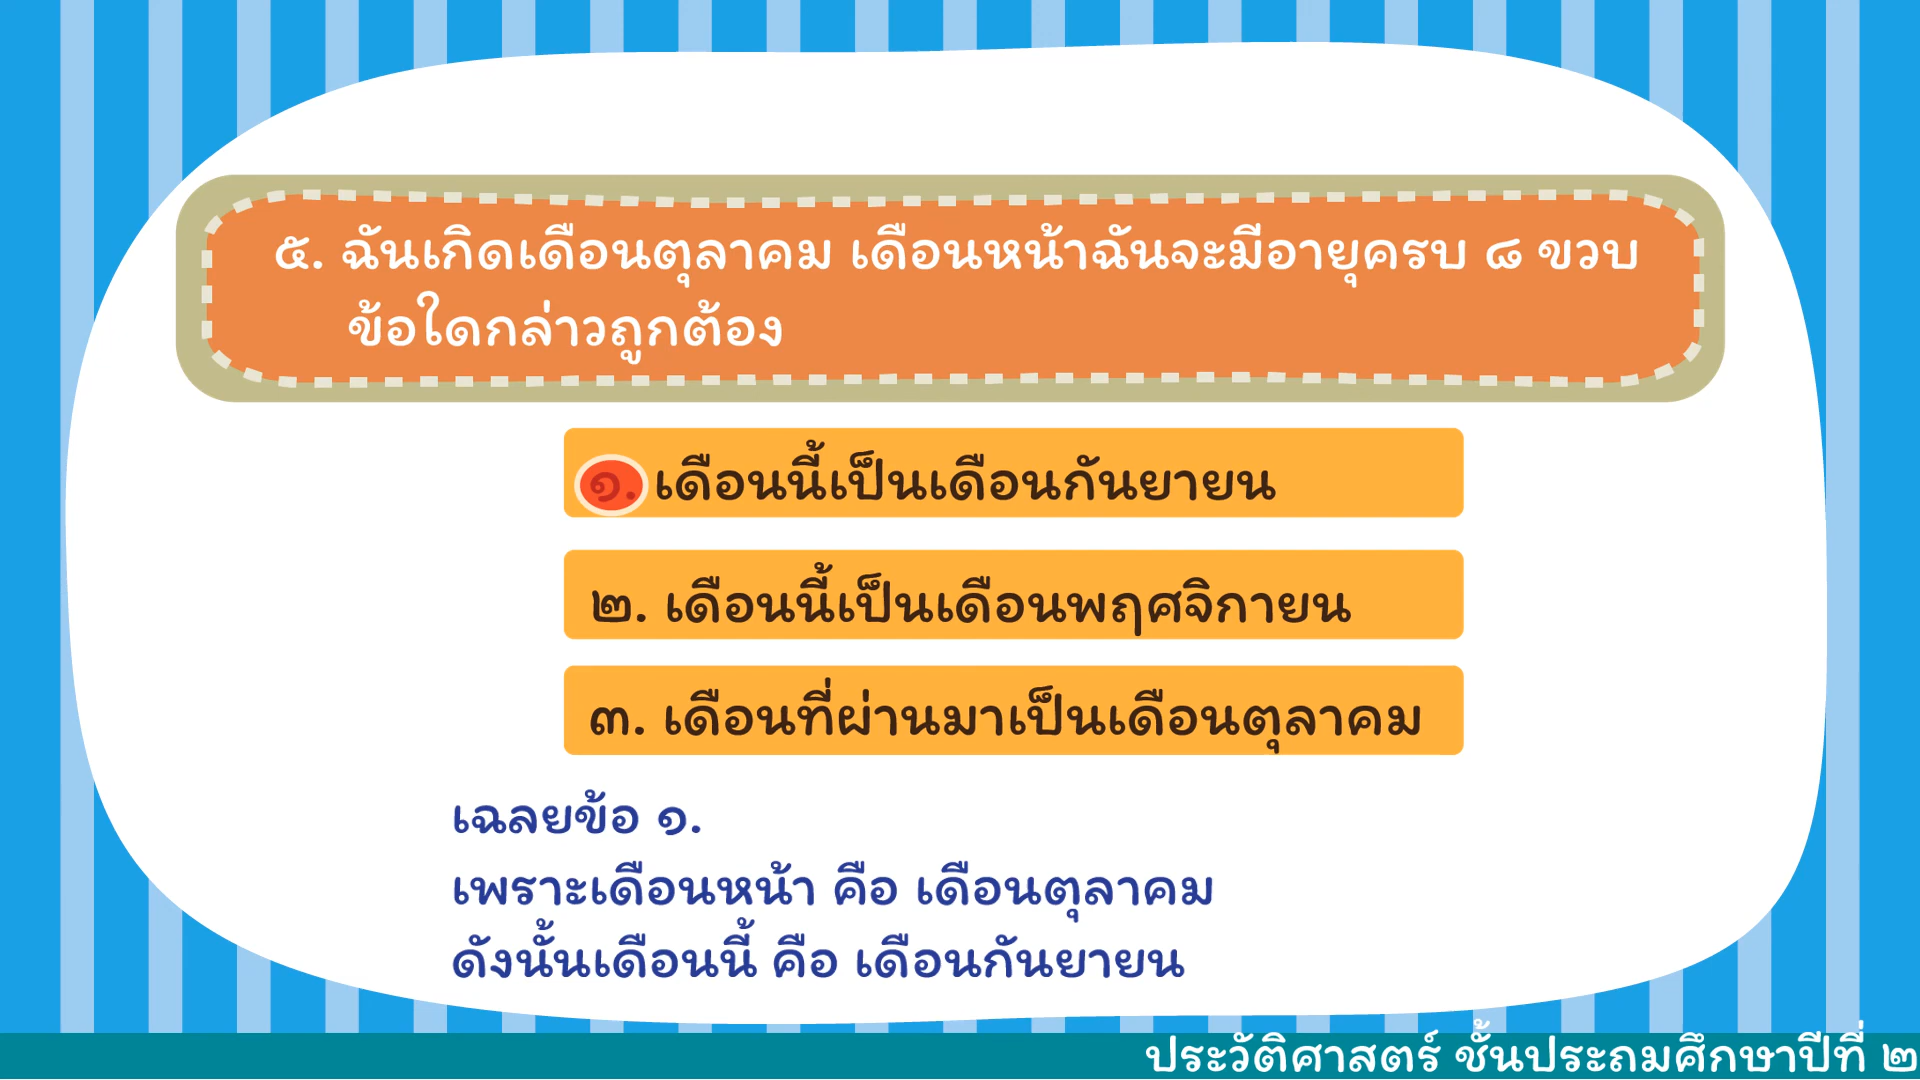 ๕. ฉันเกิดเดือนตุลาคม เดือนหน้าฉันจะมีอายุครบ ๘ ขวบ
ข้อใดกล่าวถูกต้อง
๑. เดือนนี้เป็นเดือนกันยายน
๒. เดือนนี้เป็นเดือนพฤศจิกายน
๓. เดือนที่ผ่านมาเป็นเดือนตุลาคม
เฉลยข้อ ๑.
เพราะเดือนหน้า คือ เดือนตุลาคม
ดังนั้นเดือนนี้ คือ เดือนกันยายน
ประวัติศาสตร์ ชั้นประถมศึกษาปีที่ ๒